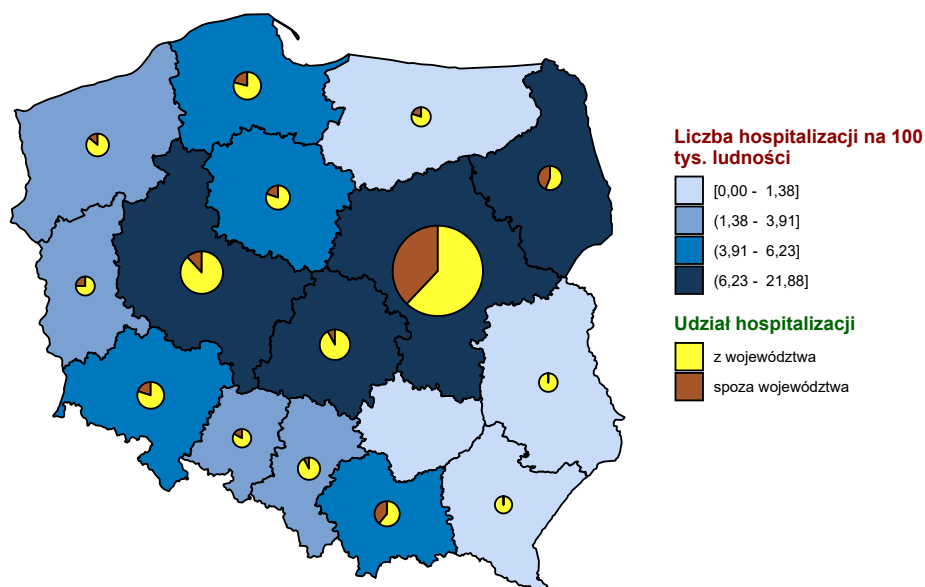 Liczba hospitalizacji na 100
tys. ludności
[0,00 - 1,38]
(1,38 - 3,91]
(3,91 - 6,23]
(6,23 - 21,88]
Udział hospitalizacji
z województwa
spoza województwa